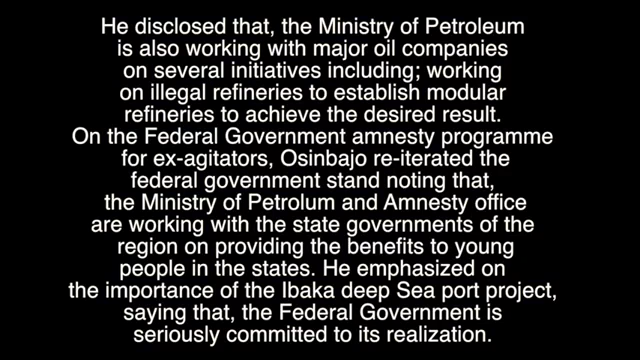 He disclosed that, the Ministry of Petroleum
is also working with major oil companies
on several initiatives including; working
on illegal refineries to establish modular
refineries to achieve the desired result.
On the Federal Government amnesty programme
for ex-agitators, Osinbajo re-iterated the
federal government stand noting that,
the Ministry of Petrolum and Amnesty office
are working with the state governments of the
region on providing the benefits to young
people in the states. He emphasized on
the importance of the Ibaka deep Sea port project,
saying that, the Federal Government is
seriously committed to its realization.